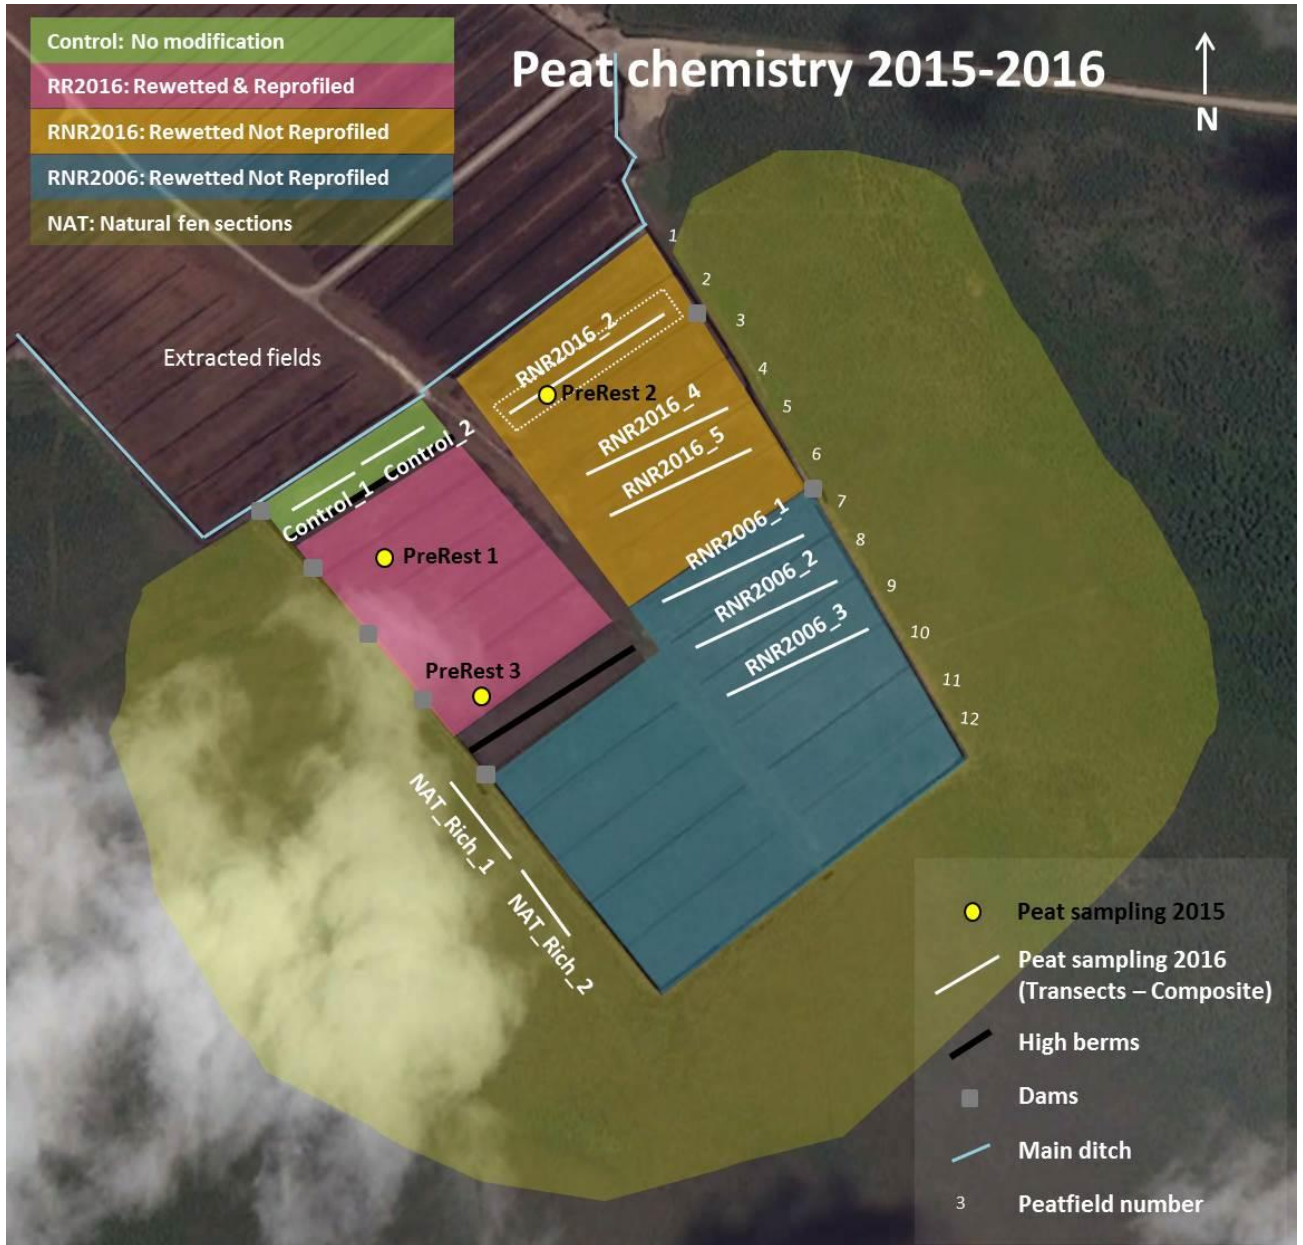 Control: No modification
RR2016: Rewetted & Reprofiled
RNR2016: Rewetted Not Reprofiled
RNR2006: Rewetted Not Reprofiled
NAT: Natural fen sections
Peat chemistry 2015-2016
N
Extracted fields
1
2
3
4
5
6
7
8
9
10
11
12
RNR2016_2
PreRest 2
RNR2016_4
RNR2016_5
Control_2
Control_1
PreRest 1
RNR2006_1
RNR2006_2
RNR2006_3
PreRest 3
NAT_Rich_1
NAT_Rich_2
Peat sampling 2015
Peat sampling 2016
(Transects – Composite)
High berms
Dams
Main ditch
3 Peatfield number